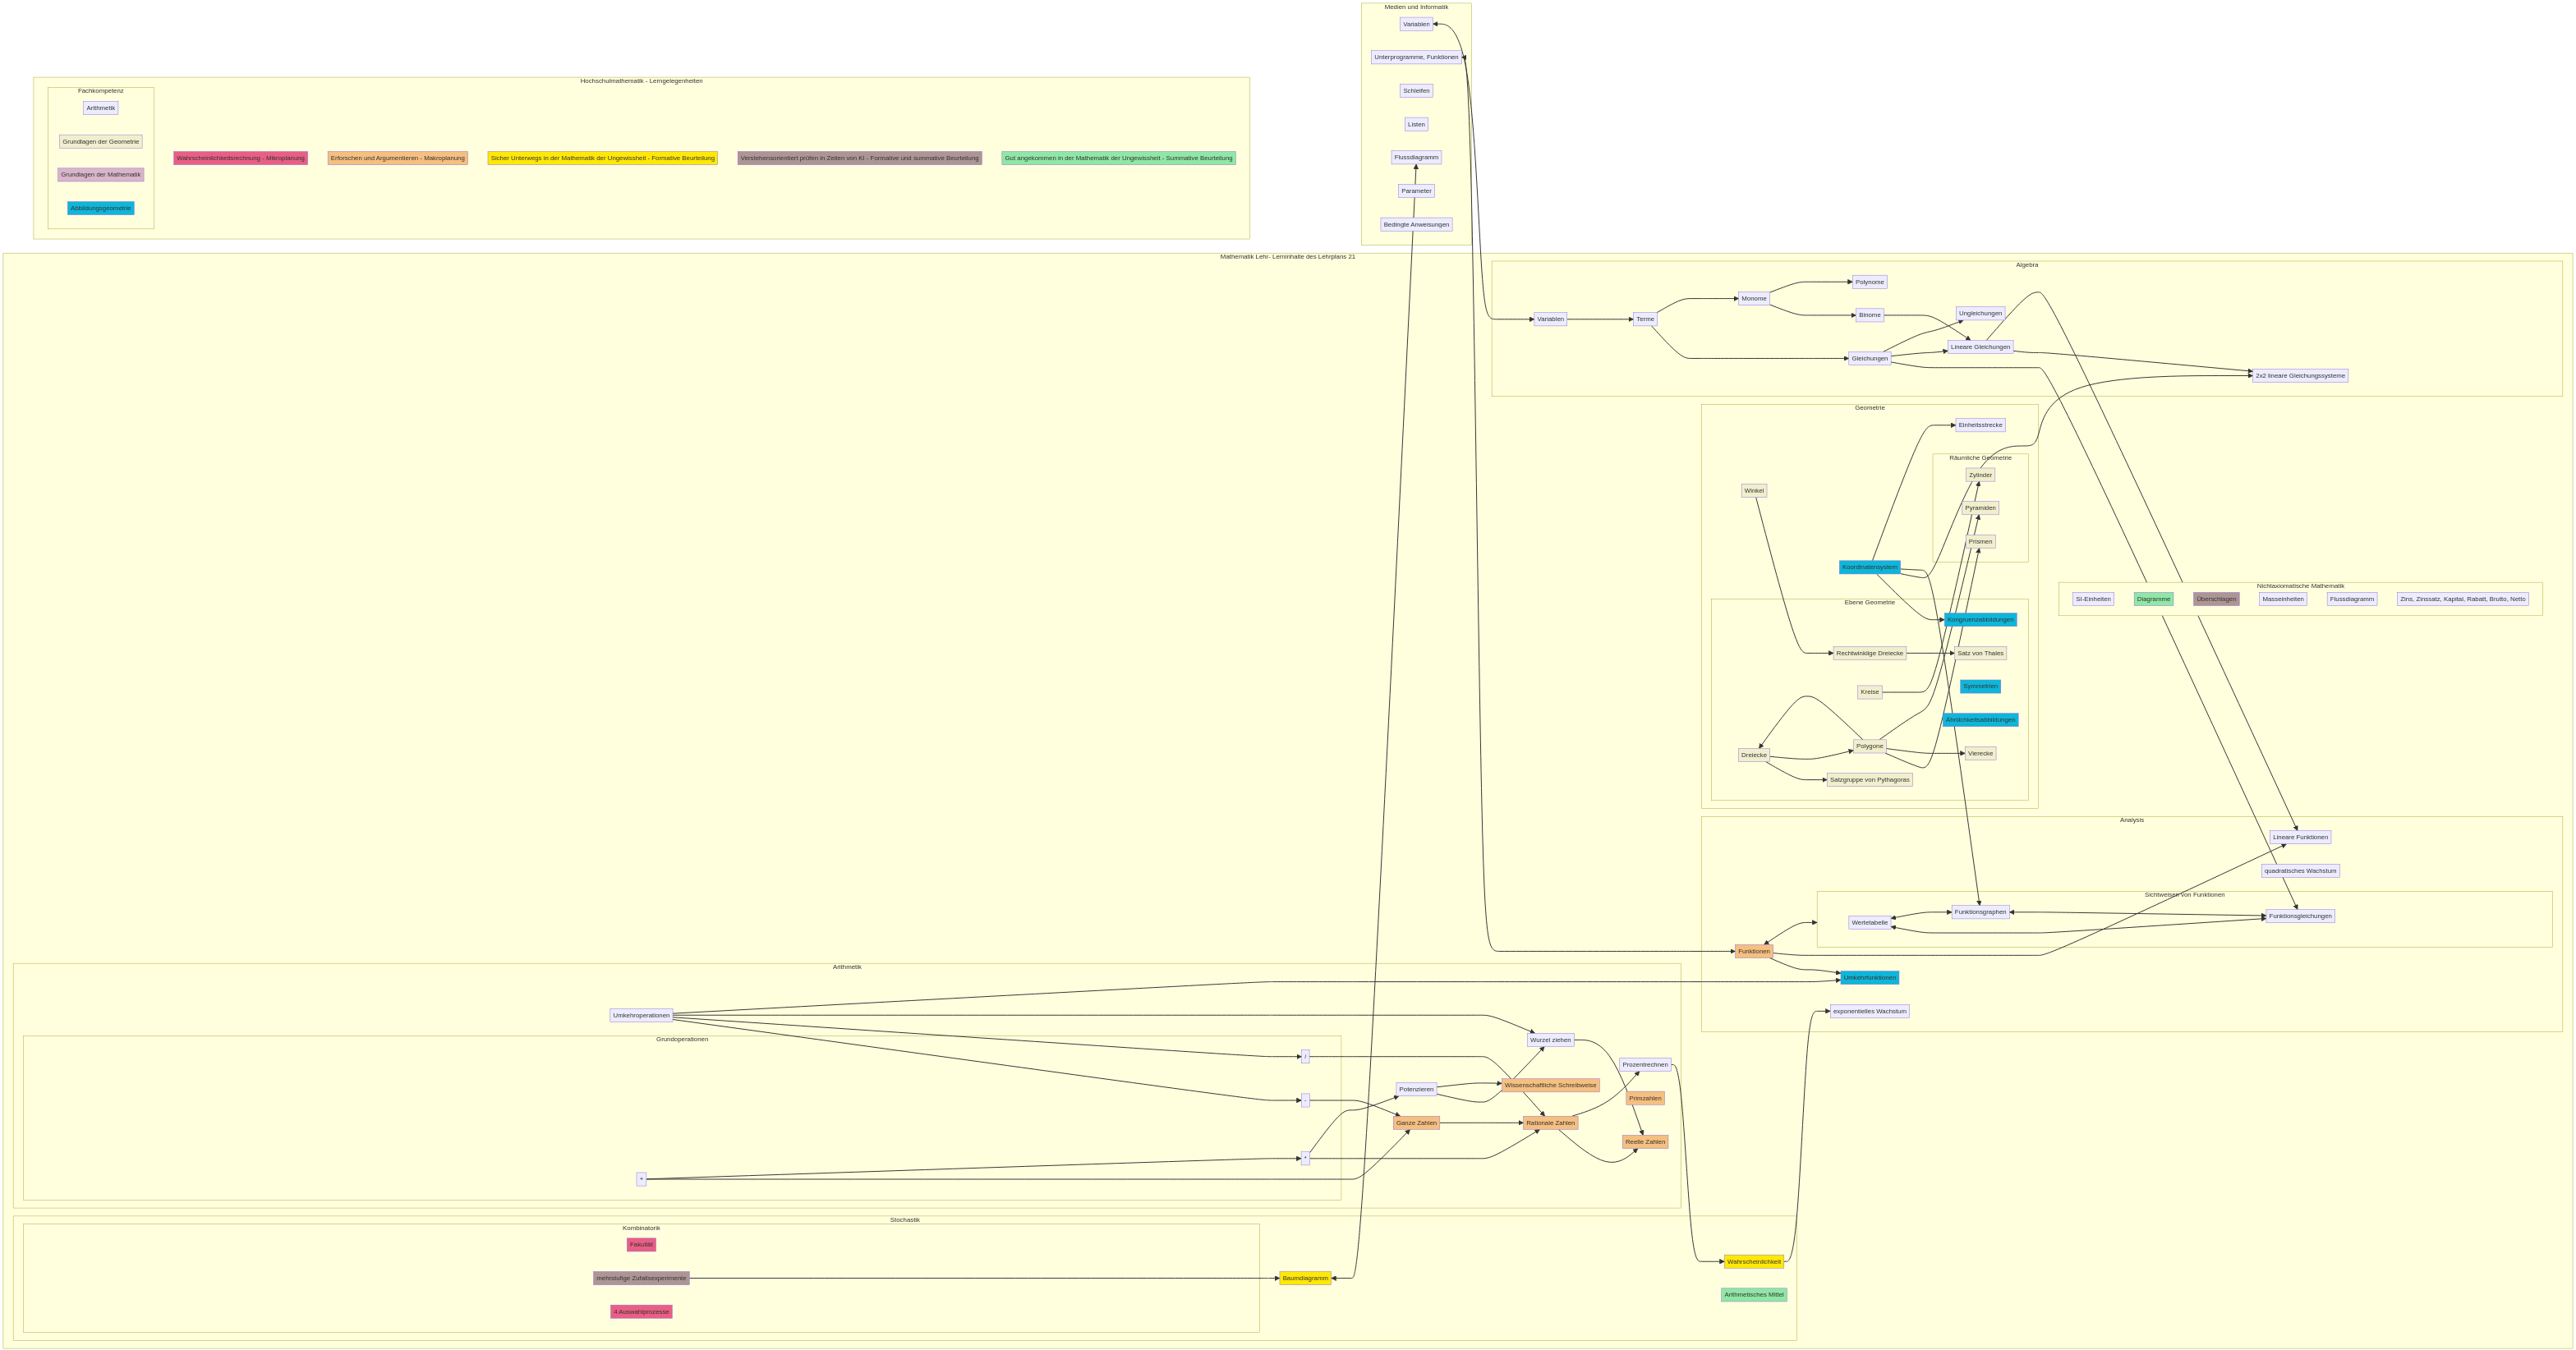 Medien und Informatik
Variablen
Unterprogramme, Funktionen
Schleifen
Listen
Flussdiagramm
Parameter
Bedingte Anweisungen
Hochschulmathematik - Lerngelegenheiten
Fachkompetenz
Arithmetik
Grundlagen der Geometrie
Grundlagen der Mathematik
Abbildungsgeometrie
Wahrscheinlichkeitsrechnung - Mikroplanung
Erforschen und Argumentieren - Makroplanung
Sicher Unterwegs in der Mathematik der Ungewissheit - Formative Beurteilung
Verstehensorientiert prüfen in Zeiten von KI - Formative und summative Beurteilung
Gut angekommen in der Mathematik der Ungewissheit - Summative Beurteilung
Mathematik Lehr- Lerninhalte des Lehrplans 21
Algebra
Variablen
Terme
Monome
Polynome
Binome
Gleichungen
Ungleichungen
Lineare Gleichungen
2x2 lineare Gleichungssysteme
Geometrie
Einheitsstrecke
Räumliche Geometrie
Zylinder
Pyramiden
Prismen
Winkel
Koordinatensystem
Ebene Geometrie
Kongruenzabbildungen
Rechtwinklige Dreiecke
Satz von Thales
Symmetrien
Kreise
Ähnlichkeitsabbildungen
Dreiecke
Polygone
Vierecke
Satzgruppe von Pythagoras
Nichtaxiomatische Mathematik
SI-Einheiten
Diagramme
Überschlagen
Masseinheiten
Flussdiagramm
Zins, Zinssatz, Kapital, Rabatt, Brutto, Netto
Analysis
Lineare Funktionen
quadratisches Wachstum
Sichtweisen von Funktionen
Wertetabelle
Funktionsgraphen
Funktionsgleichungen
Funktionen
Umkehrfunktionen
exponentielles Wachstum
Arithmetik
Umkehroperationen
Grundoperationen
/
-
*
+
Potenzieren
Wurzel ziehen
Wissenschaftliche Schreibweise
Ganze Zahlen
Rationale Zahlen
Prozentrechnen
Primzahlen
Reelle Zahlen
Stochastik
Kombinatorik
Fakultät
mehrstufige Zufallsexperimente
4 Auswahlprozesse
Baumdiagramm
Wahrscheinlichkeit
Arithmetisches Mittel